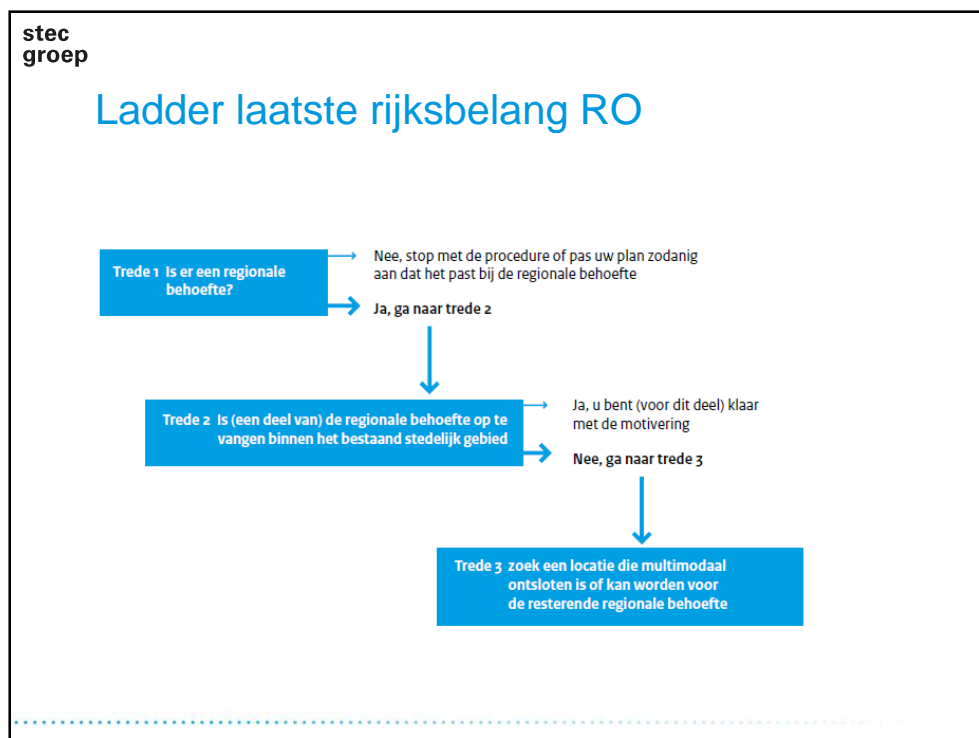 stec
groep
Ladder laatste rijksbelang RO
Trede 1 Is er een regionale
behoefte?
Nee, stop met de procedure of pas uw plan zodanig
aan dat het past bij de regionale behoefte
Ja, ga naar trede 2
Trede 2 Is (een deel van) de regionale behoefte op te
vangen binnen het bestaand stedelijk gebied
Ja, u bent (voor dit deel) klaar
met de motivering
Nee, ga naar trede 3
Trede 3 zoek een locatie die multimodaal
ontsloten is of kan worden voor
de resterende regionale behoefte